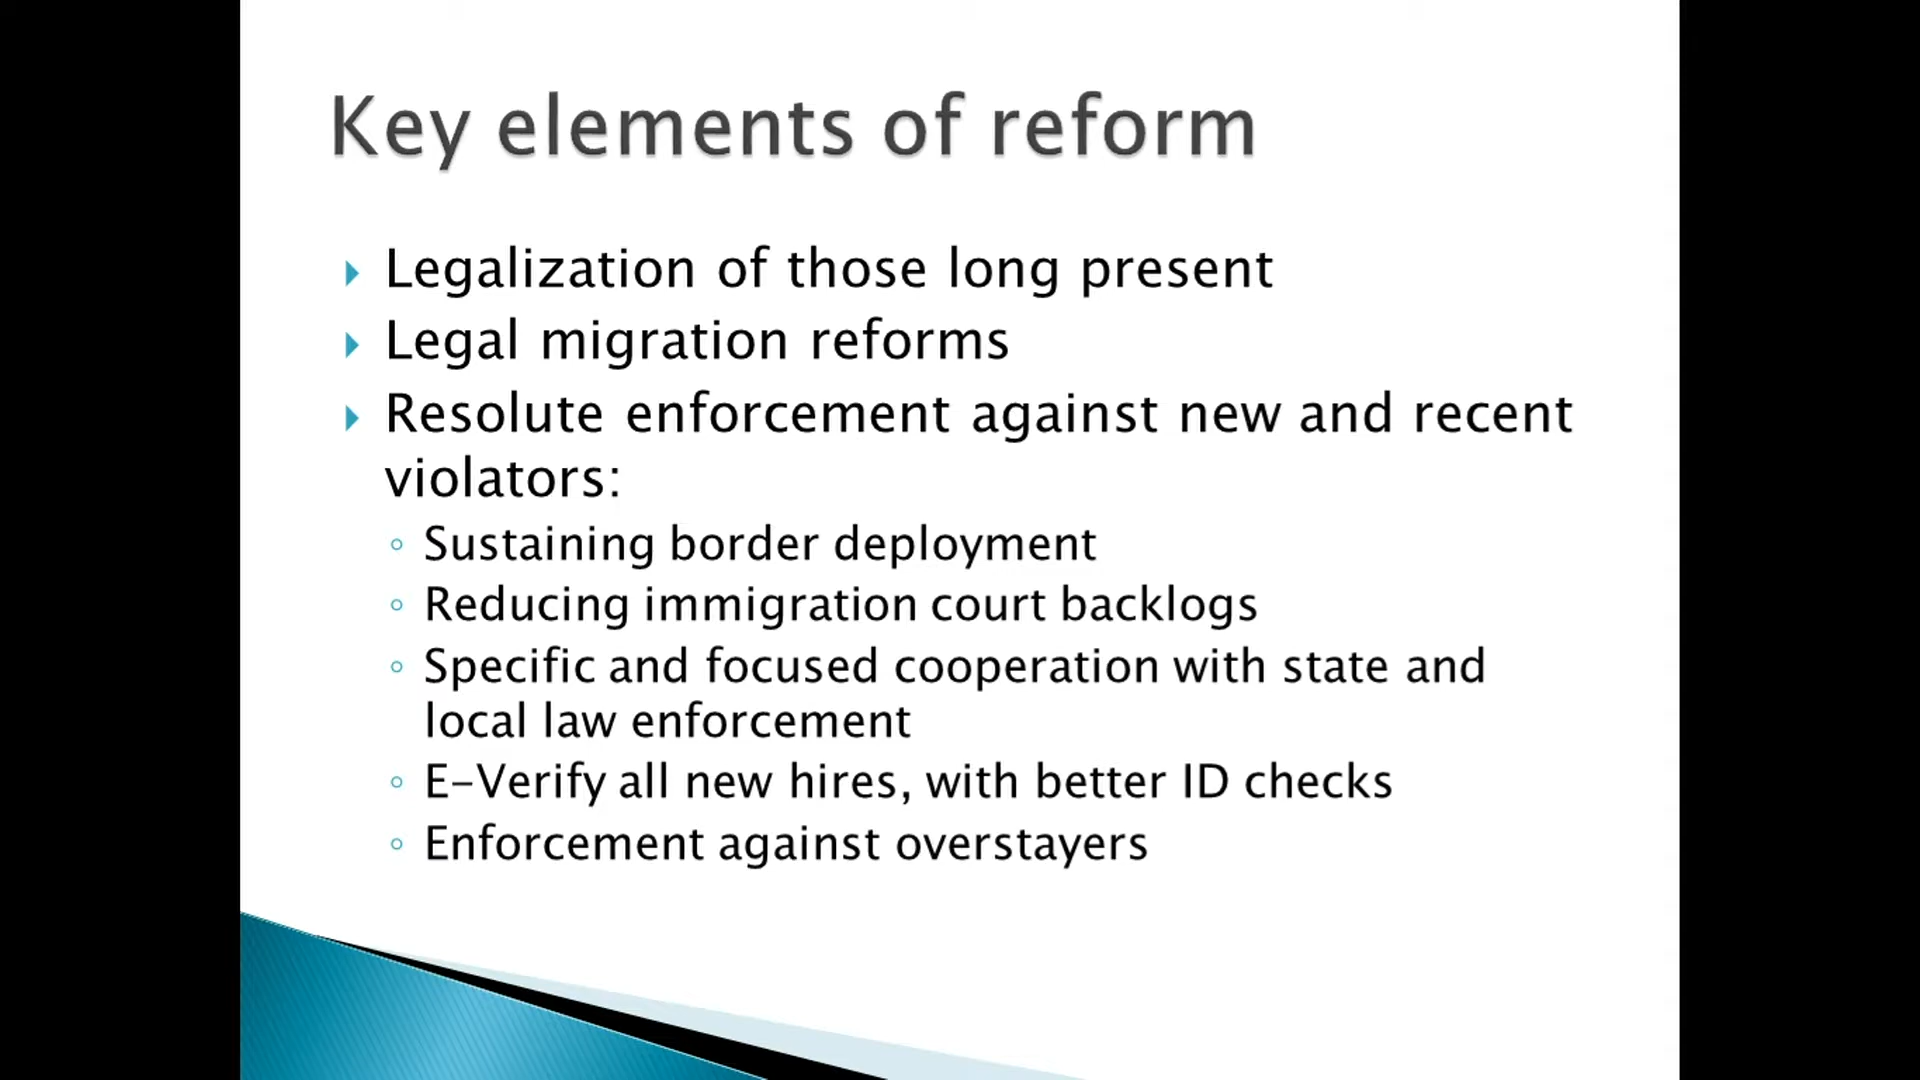 Key elements of reform
Legalization of those long present
Legal migration reforms
Resolute enforcement against new and recent
violators:
Sustaining border deployment
Reducing immigration court backlogs
Specific and focused cooperation with state and
local law enforcement
E-Verify all new hires, with better ID checks
Enforcement against overstayers